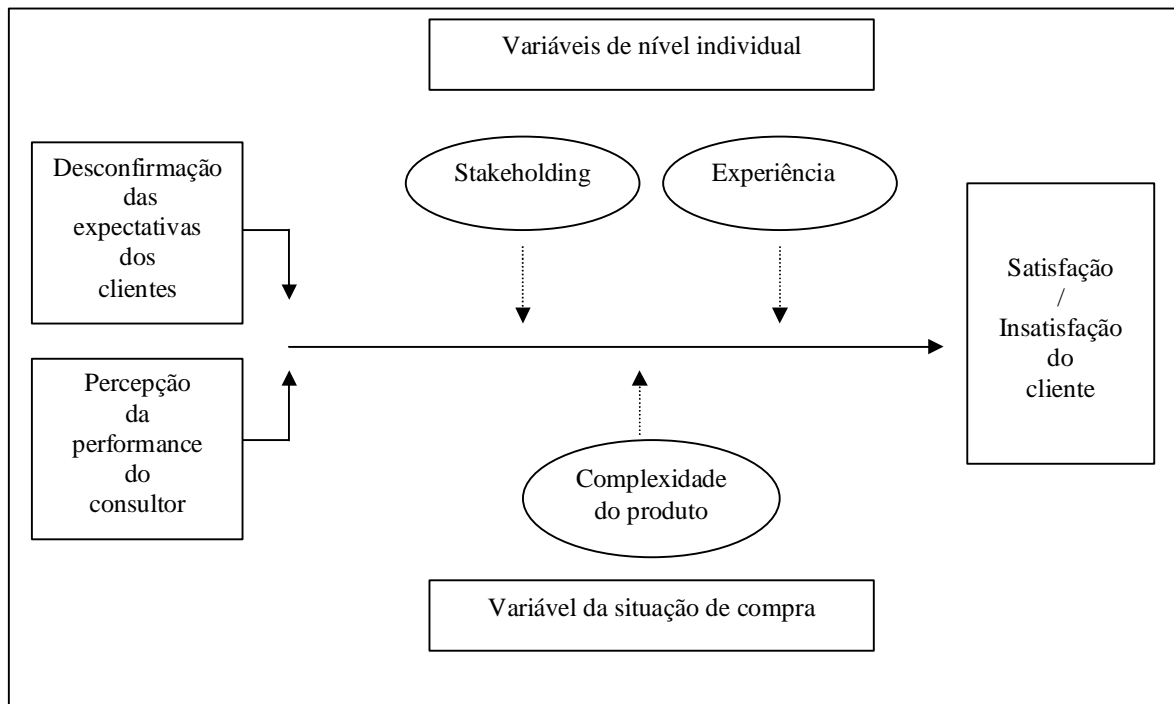 Variáveis de nível individual
Desconfirmação
das
expectativas
dos
clientes
Stakeholding
Experiência
Satisfação
/
Insatisfação
do
cliente
Percepção
da
performance
do
consultor
Complexidade
do produto
Variável da situação de compra